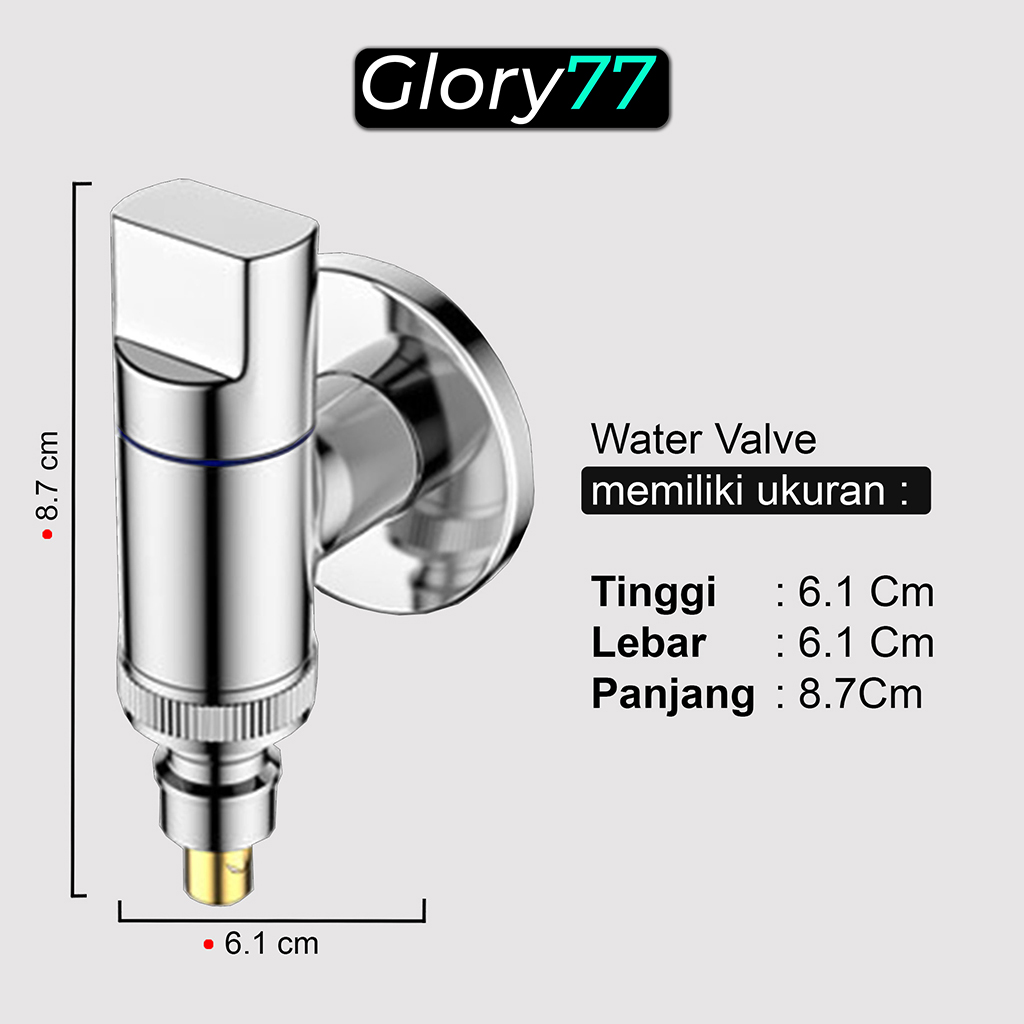 Glory77
8.7 cm
Water Valve
memiliki ukuran :
Tinggi : 6.1 Cm
Lebar : 6.1 Cm
Panjang : 8.7Cm
6.1 cm